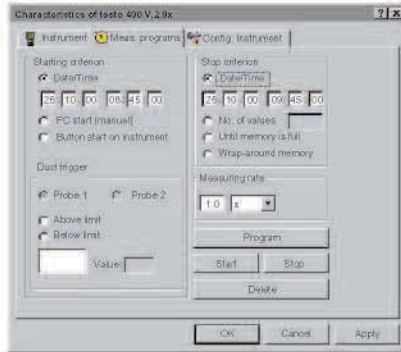 Characteristics of testo 400 V.2.9x
Instrument Meas. programs Config. Instrument
Starting criterion
Date/Time
26 10 00 08 45 00
PC start (manual)
Button start on instrument
Duct trigger
Probe 1 Probe 2
Above limit
Below limit
Value:
Stop criterion
Date/Time
26 10 00 09 45 00
No. of values
Until memory is full
Wrap-around memory
Measuring rate
1.0 s
Program
Start Stop
Delete
OK Cancel Apply